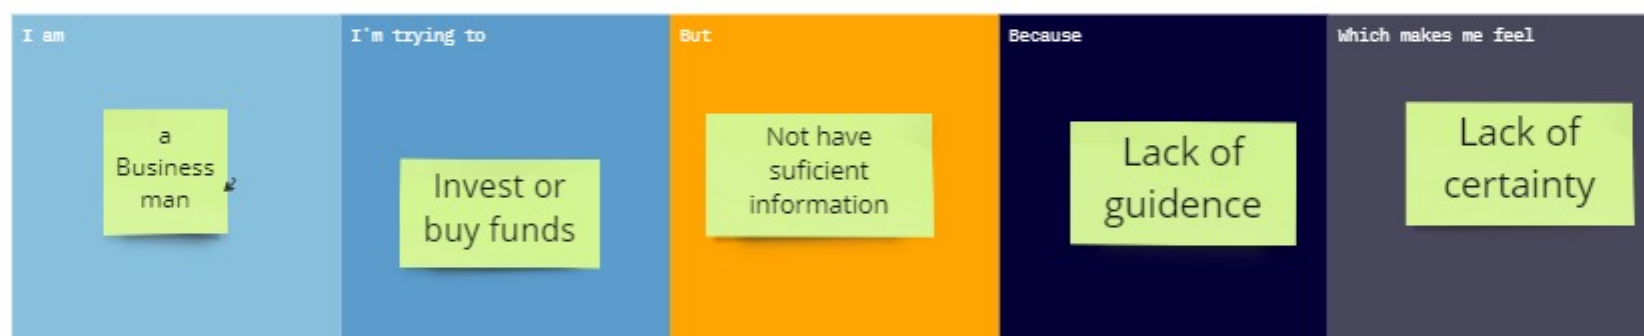 I am
a
Business
man
I'm trying to
Invest or
buy funds
But
Not have
suficient
information
Because
Lack of
guidence
Which makes me feel
Lack of
certainty